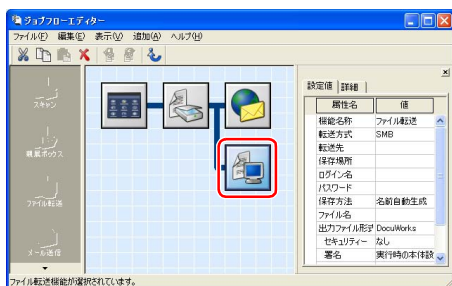 ジョブフローエディター
ファイル(F) 編集(E) 表示(V) 追加(A) ヘルプ(H)
スキャン
親展ボックス
ファイル転送
メール送信
設定値 詳細
属性名 値
機能名称 ファイル転送
転送方式 SMB
転送先
保存場所
ログイン名
パスワード
保存方法 名前自動生成
ファイル名
出力ファイル形式 DocuWorks
セキュリティー なし
署名 実行時の本体設
ファイル転送機能が選択されています。